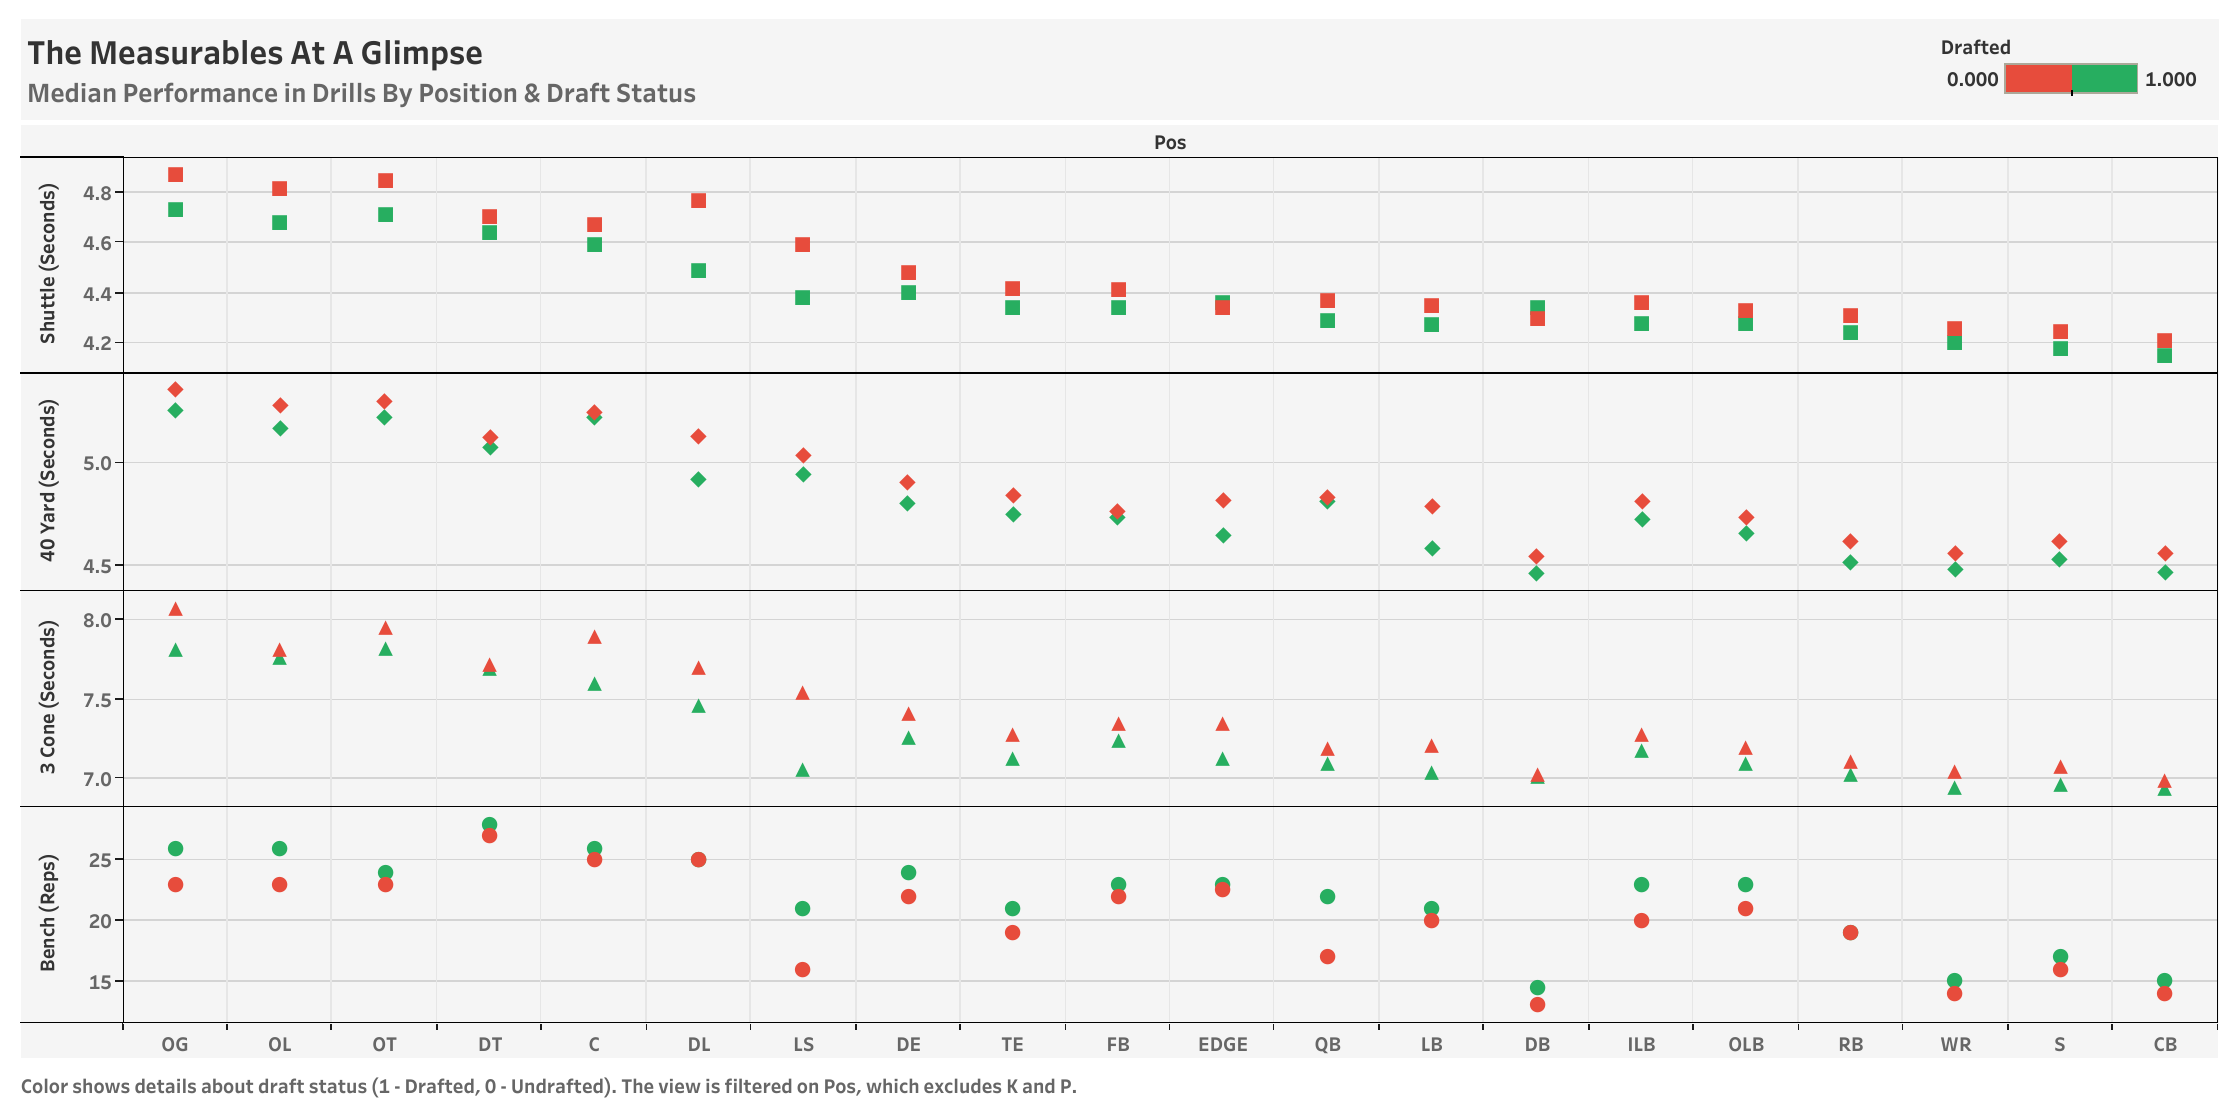 The Measurables At A Glimpse
Median Performance in Drills By Position & Draft Status
Drafted
0.000 1.000
Pos
Shuttle (Seconds)
4.8
4.6
4.4
4.2
40 Yard (Seconds)
5.0
4.5
3 Cone (Seconds)
8.0
7.5
7.0
Bench (Reps)
25
20
15
OG OL OT DT C DL LS DE TE FB EDGE QB LB DB ILB OLB RB WR S CB
Color shows details about draft status (1 - Drafted, 0 - Undrafted). The view is filtered on Pos, which excludes K and P.